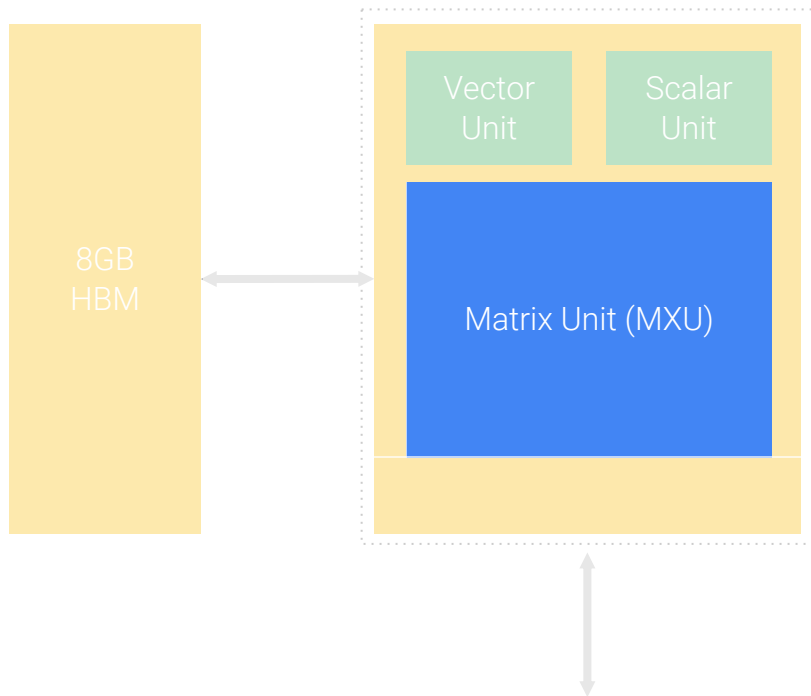 8GB
HBM
Vector
Unit
Scalar
Unit
Matrix Unit (MXU)